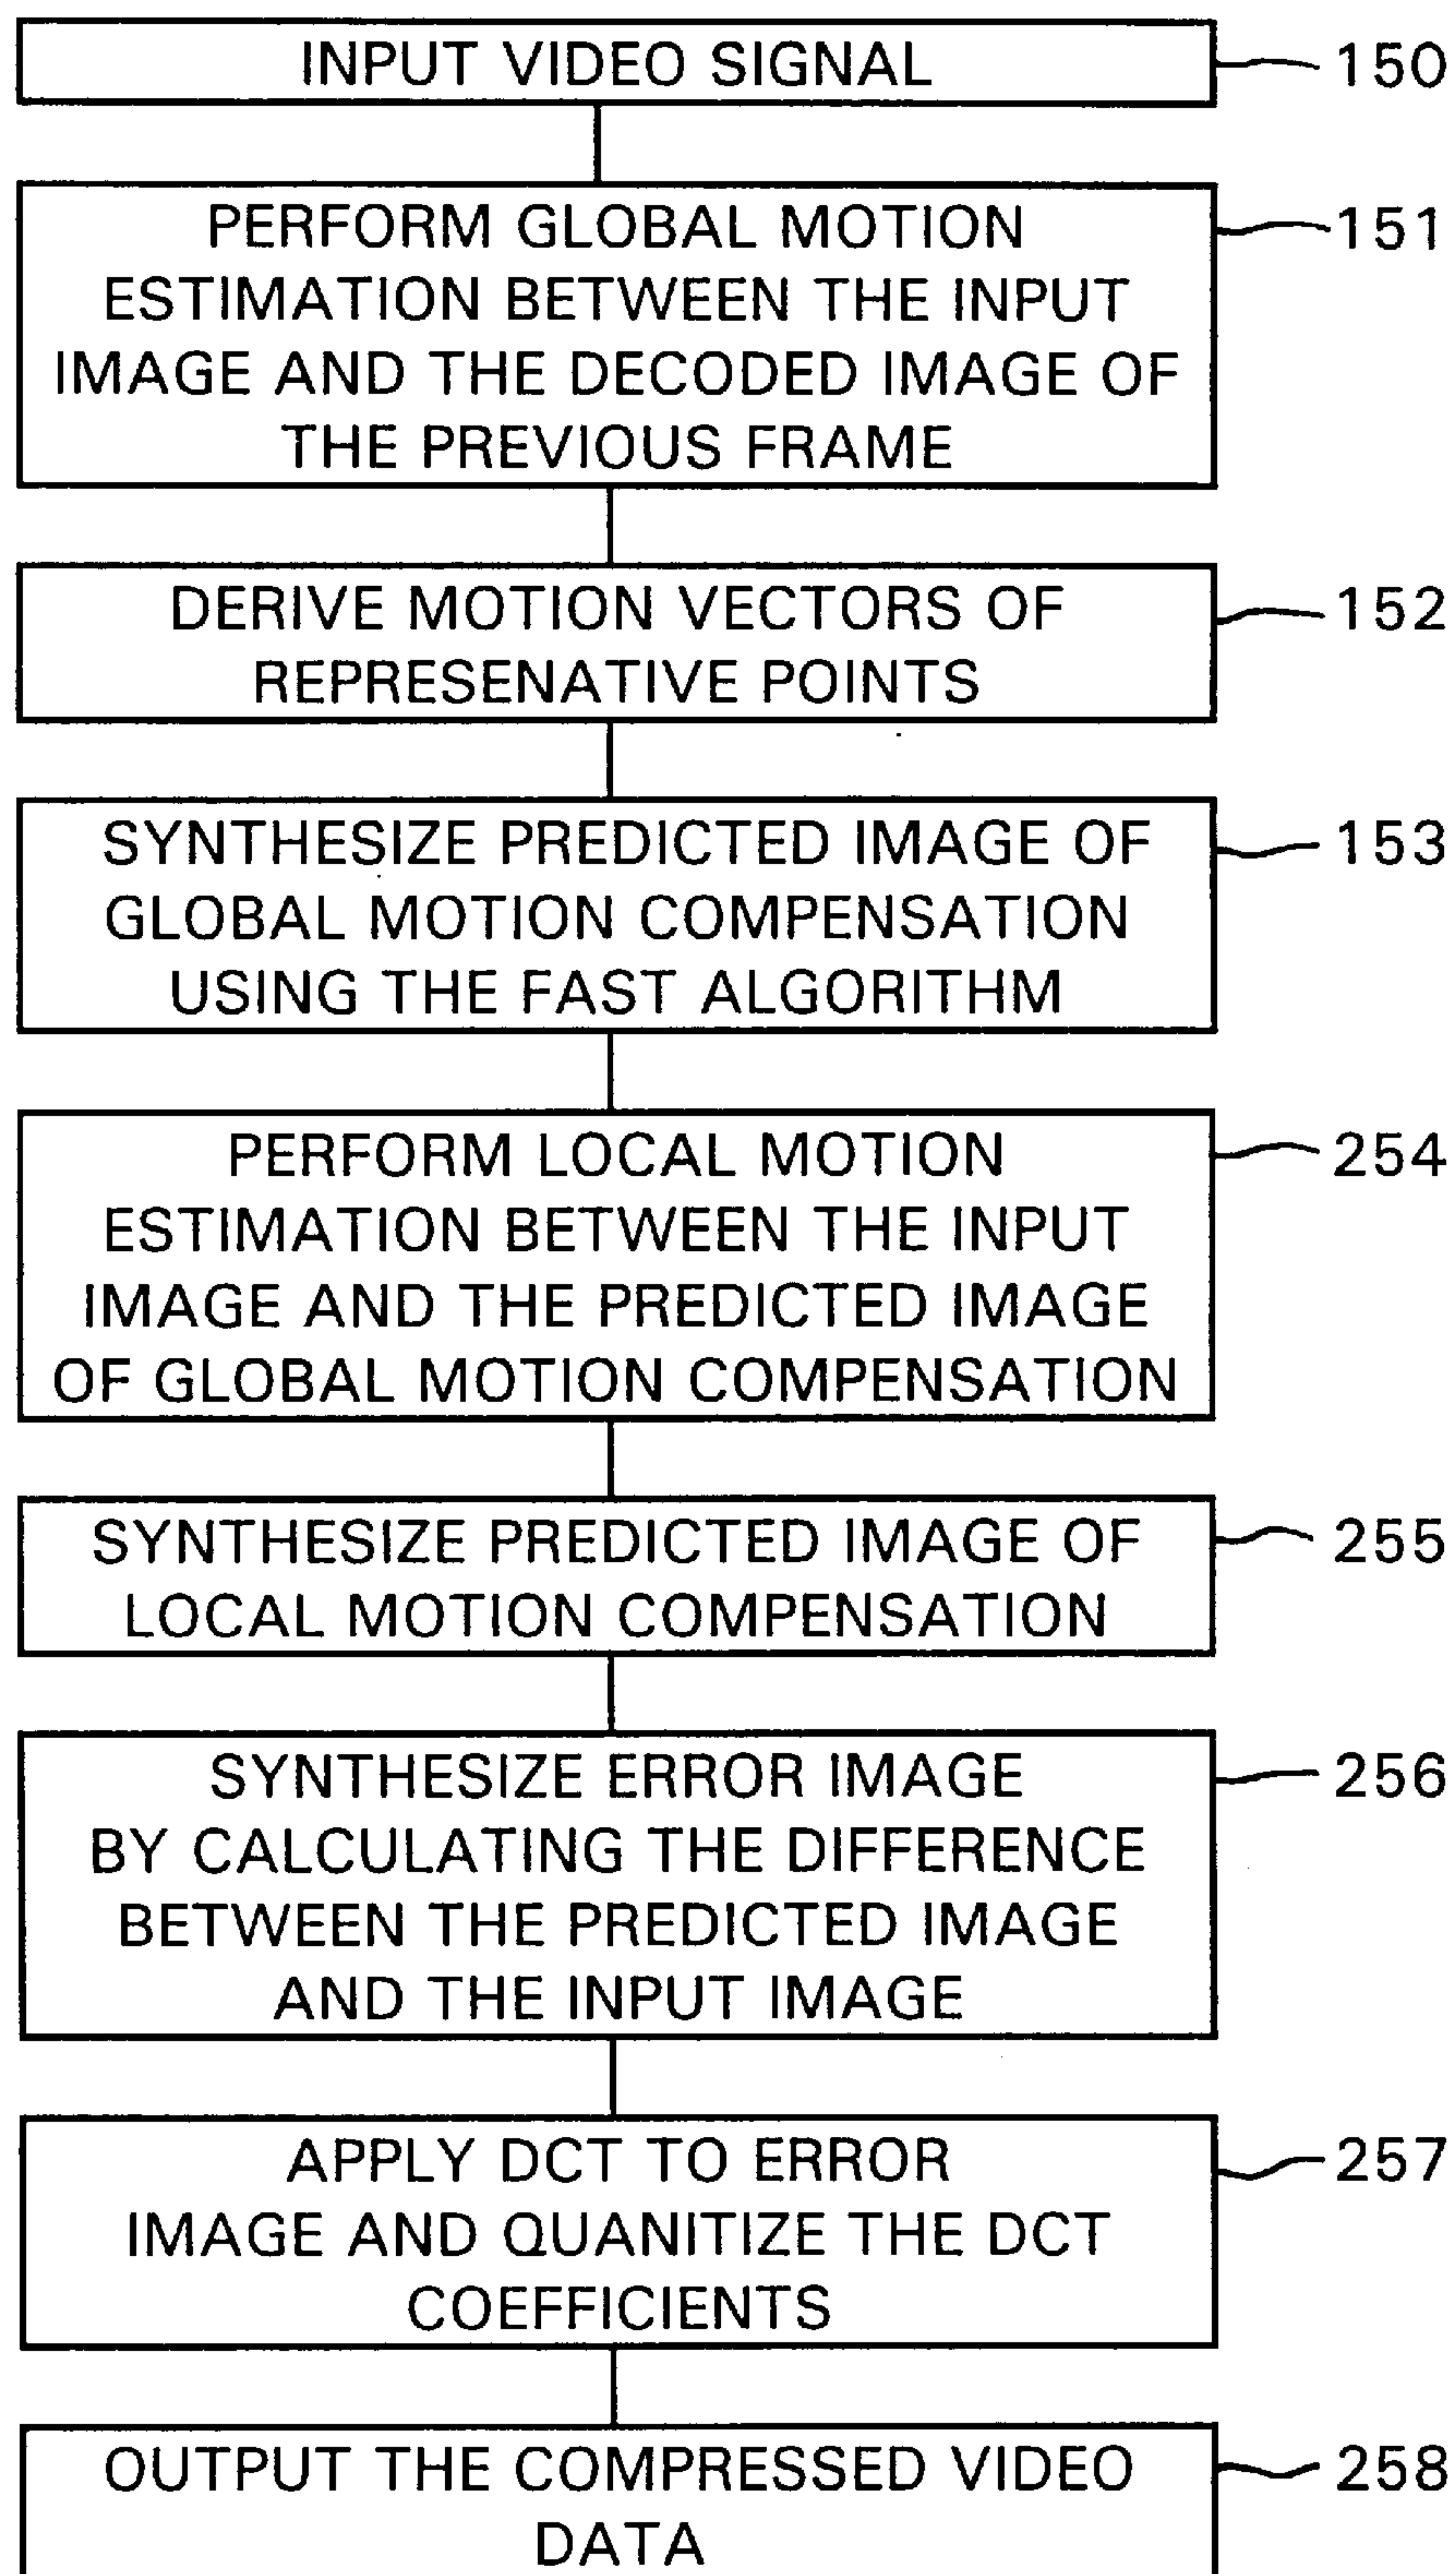 INPUT VIDEO SIGNAL
150
PERFORM GLOBAL MOTION
151
ESTIMATION BETWEEN THE INPUT
IMAGE AND THE DECODED IMAGE OF
THE PREVIOUS FRAME
DERIVE MOTION VECTORS OF
152
REPRESENATIVE POINTS
SYNTHESIZE PREDICTED IMAGE OF
153
GLOBAL MOTION COMPENSATION
USING THE FAST ALGORITHM
PERFORM LOCAL MOTION
254
ESTIMATION BETWEEN THE INPUT
IMAGE AND THE PREDICTED IMAGE
OF GLOBAL MOTION COMPENSATION
SYNTHESIZE PREDICTED IMAGE OF
255
LOCAL MOTION COMPENSATION
SYNTHESIZE ERROR IMAGE
256
BY CALCULATING THE DIFFERENCE
BETWEEN THE PREDICTED IMAGE
AND THE INPUT IMAGE
APPLY DCT TO ERROR
257
IMAGE AND QUANITIZE THE DCT
COEFFICIENTS
OUTPUT THE COMPRESSED VIDEO
258
DATA